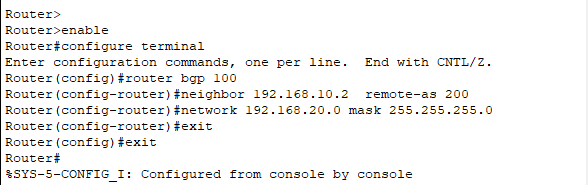 Router>
Router>enable
Router#configure terminal
Enter configuration commands, one per line.  End with CNTL/Z.
Router(config)#router bgp 100
Router(config-router)#neighbor 192.168.10.2  remote-as 200
Router(config-router)#network 192.168.20.0 mask 255.255.255.0
Router(config-router)#exit
Router(config)#exit
Router#
%SYS-5-CONFIG_I: Configured from console by console